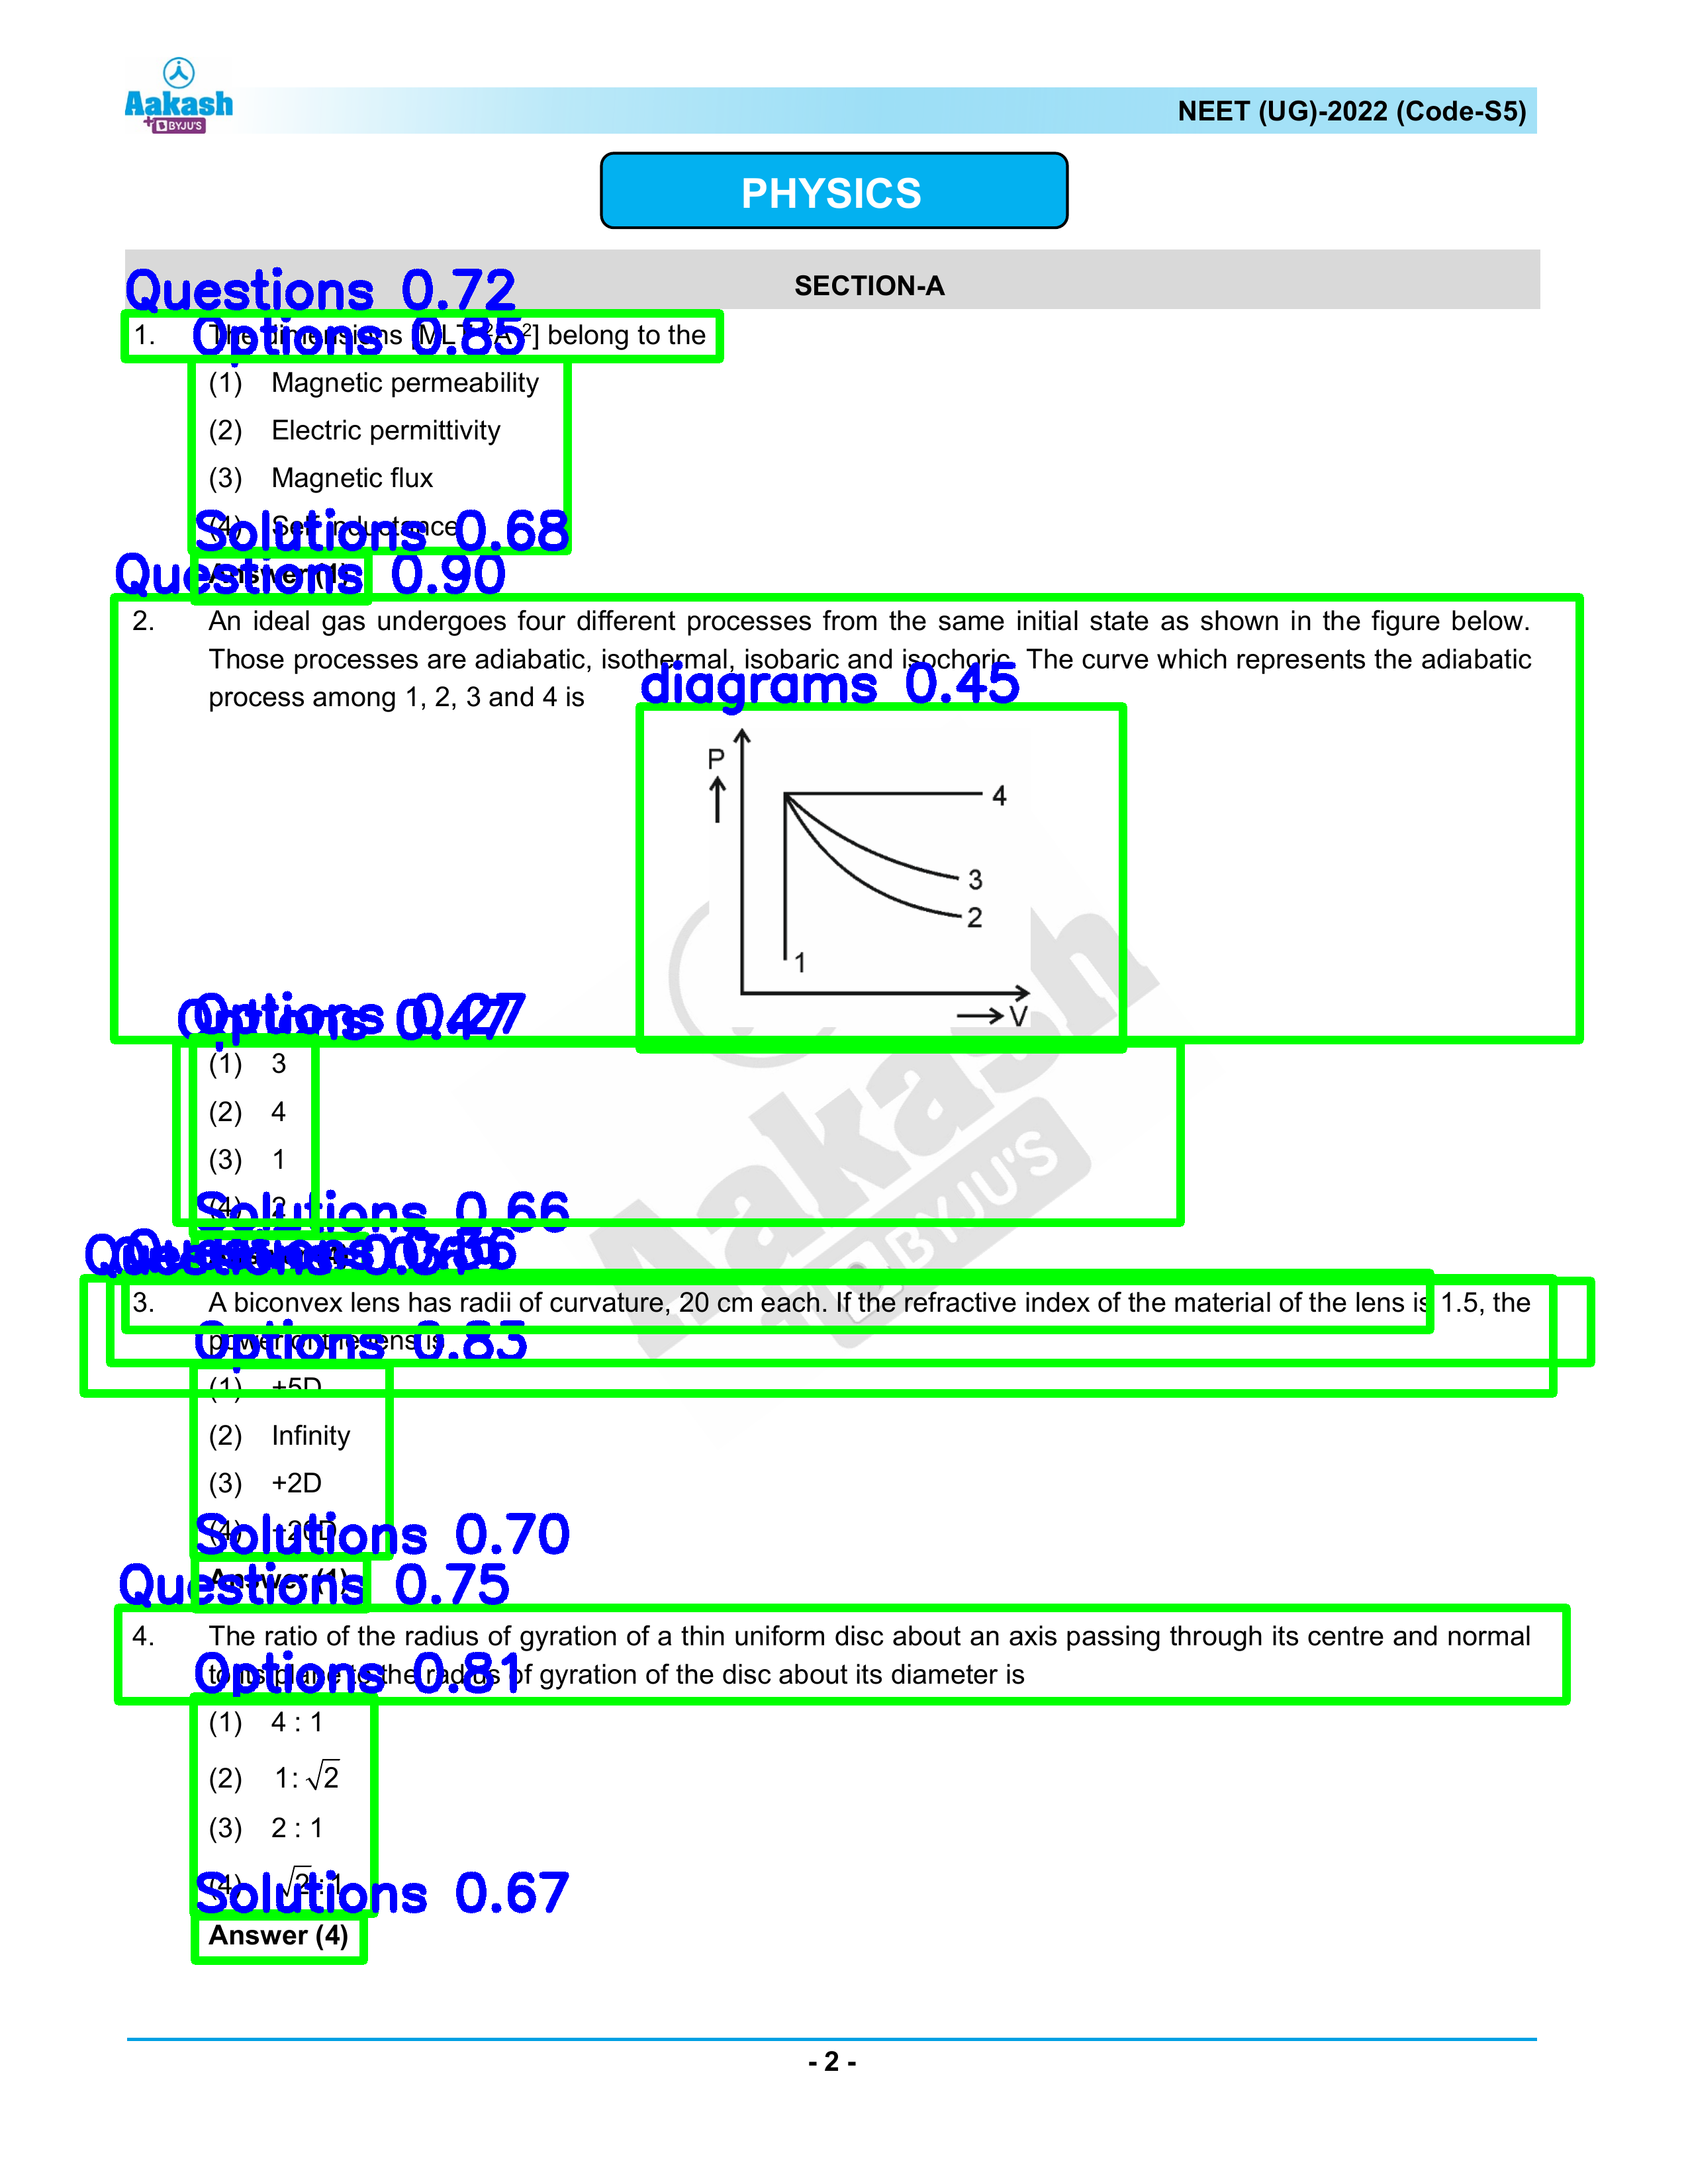 Aakash
BYJU'S
NEET (UG)-2022 (Code-S5)
PHYSICS
SECTION-A
Questions 0.72
1. The dimensions [MLT A 2] belong to the
Options 0.85
(1) Magnetic permeability
(2) Electric permittivity
(3) Magnetic flux
(4) Self inductance
Solutions 0.68
Answer (1)
Questions 0.90
2. An ideal gas undergoes four different processes from the same initial state as shown in the figure below.
Those processes are adiabatic, isothermal, isobaric and isochoric. The curve which represents the adiabatic
process among 1, 2, 3 and 4 is
diagrams 0.45
P
4
3
2
1
V
Options 0.27
Options 0.47
(1) 3
(2) 4
(3) 1
(4) 2
Solutions 0.66
Questions
3. A biconvex lens has radii of curvature, 20 cm each. If the refractive index of the material of the lens is 1.5, the
power of the lens is
Options 0.83
(1) +5D
(2) Infinity
(3) +2D
(4) +20D
Solutions 0.70
Answer (1)
Questions 0.75
4. The ratio of the radius of gyration of a thin uniform disc about an axis passing through its centre and normal
to its plane to the radius of gyration of the disc about its diameter is
Options 0.81
(1) 4 : 1
(2) 1: √2
(3) 2 : 1
(4) √2 : 1
Solutions 0.67
Answer (4)
Aakash
BYJU'S
- 2 -